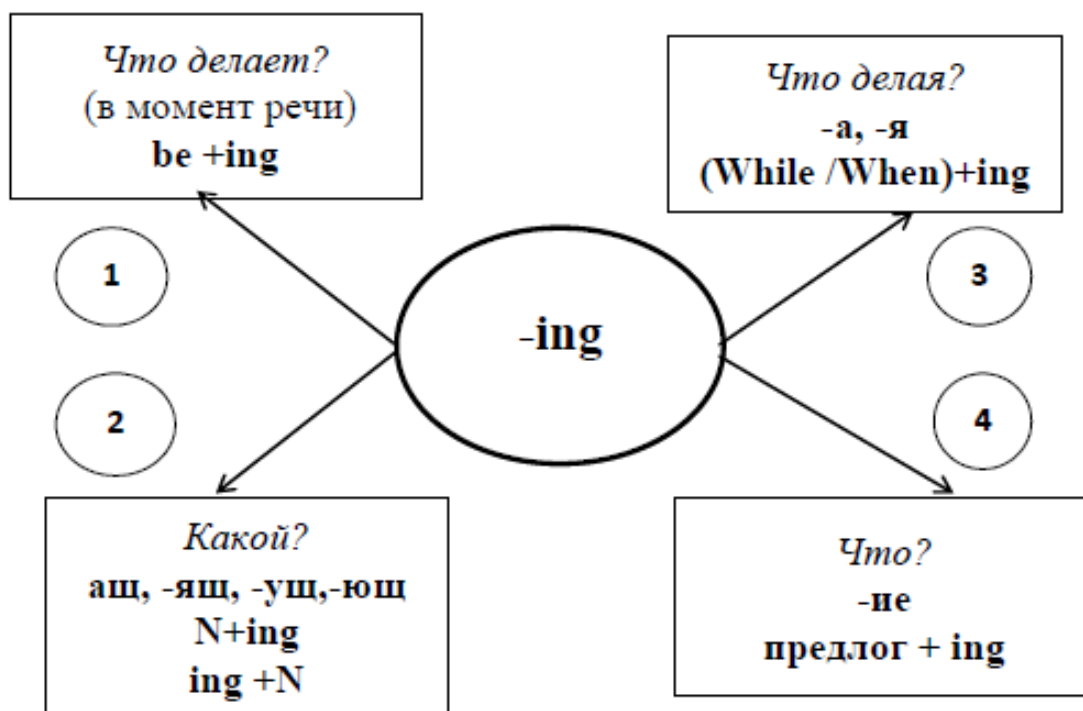 Что делает?
(в момент речи)
be +ing
Что делая?
-а, -я
(While /When)+ing
1
3
-ing
2
4
Какой?
ащ, -ящ, -ущ,-ющ
N+ing
ing +N
Что?
-ие
предлог + ing